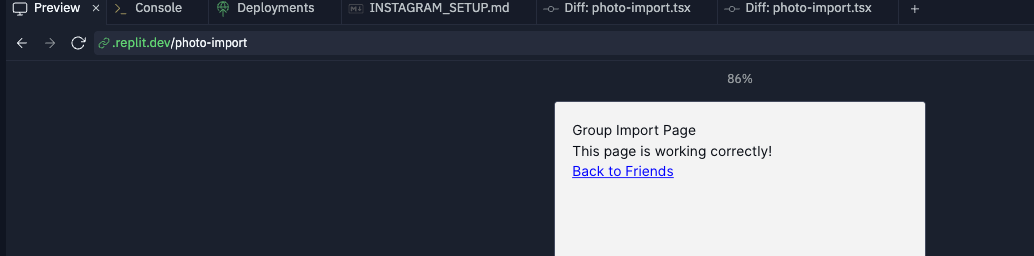 Preview × >_ Console Deployments INSTAGRAM_SETUP.md Diff: photo-import.tsx Diff: photo-import.tsx +
.replit.dev/photo-import
86%
Group Import Page
This page is working correctly!
Back to Friends